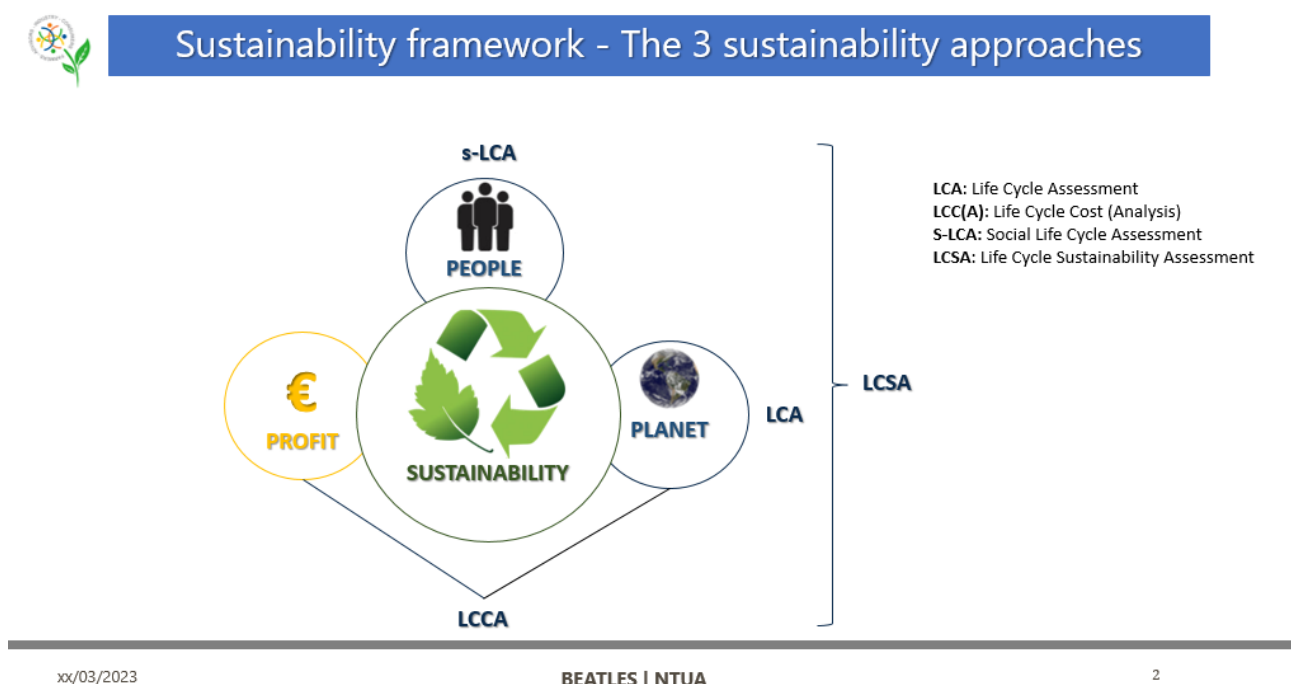 Sustainability framework - The 3 sustainability approaches
s-LCA
PEOPLE
€
PROFIT
SUSTAINABILITY
PLANET
LCA
LCCA
LCSA
LCA: Life Cycle Assessment
LCC(A): Life Cycle Cost (Analysis)
S-LCA: Social Life Cycle Assessment
LCSA: Life Cycle Sustainability Assessment
xx/03/2023
BEATLES | NTUA
2